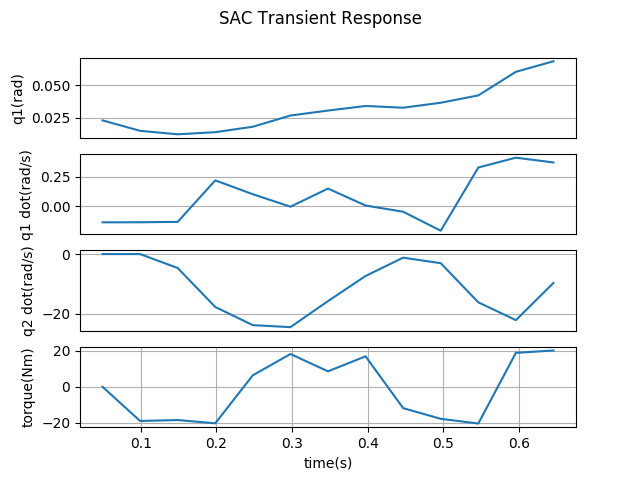 SAC Transient Response
q1(rad)
0.050
0.025
q1 dot(rad/s)
0.25
0.00
q2 dot(rad/s)
0
−20
torque(Nm)
20
0
−20
0.1 0.2 0.3 0.4 0.5 0.6
time(s)